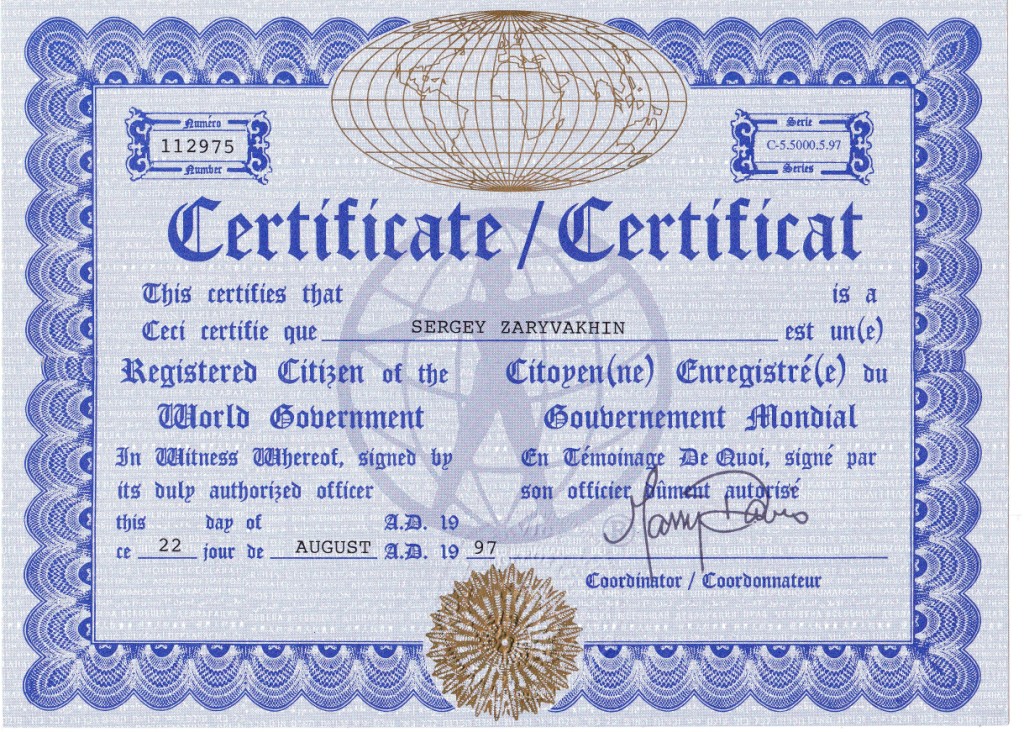 Numéro
112975
Number
Serie
C-5.5000.5.97
Series
Certificate / Certificat
This certifies that is a
Ceci certifie que SERGEY ZARYVAKHIN est un(e)
Registered Citizen of the
World Government
Citoyen(ne) Enregistré(e) du
Gouvernement Mondial
In Witness Whereof, signed by
its duly authorized officer
En Témoinage De Quoi, signé par
son officier dûment autorisé
this day of A.D. 19
ce 22 jour de AUGUST A.D. 19 97
Coordinator / Coordonnateur